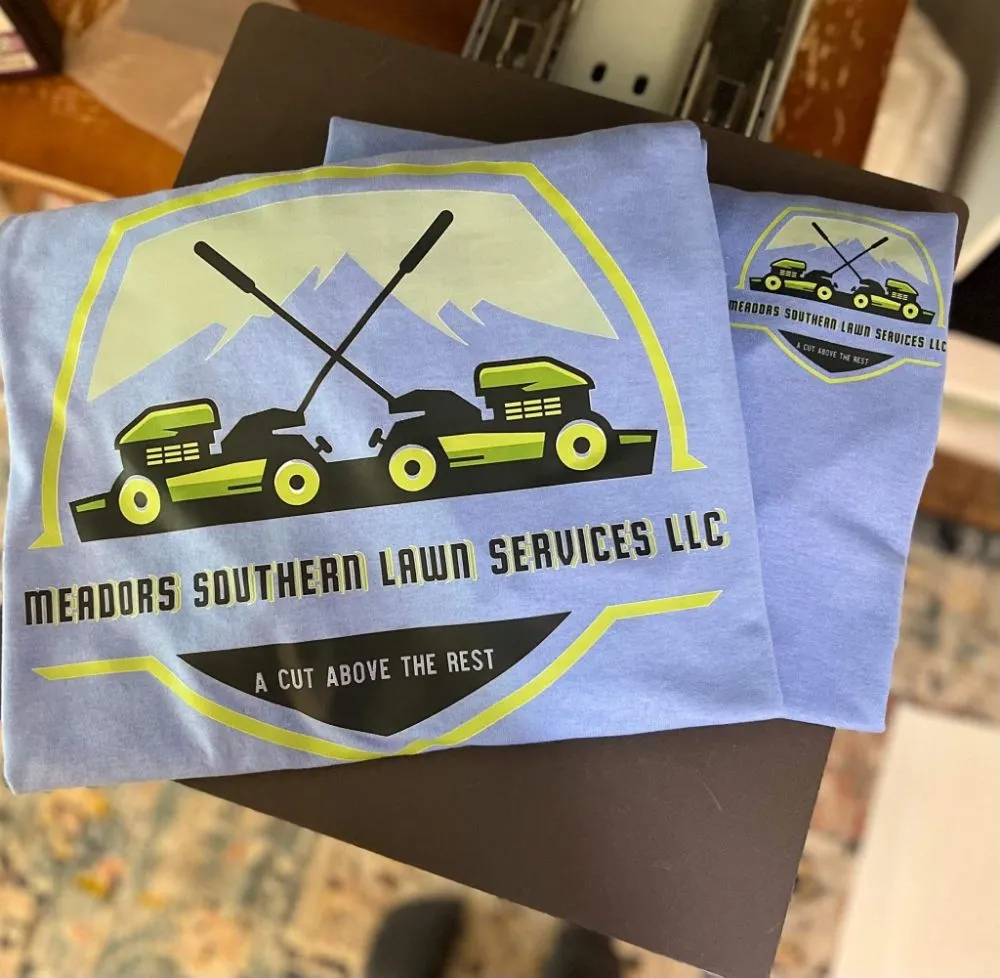 MEADORS SOUTHERN LAWN SERVICES LLC
A CUT ABOVE THE REST
MEADORS SOUTHERN LAWN SERVICES LLC
A CUT ABOVE THE REST